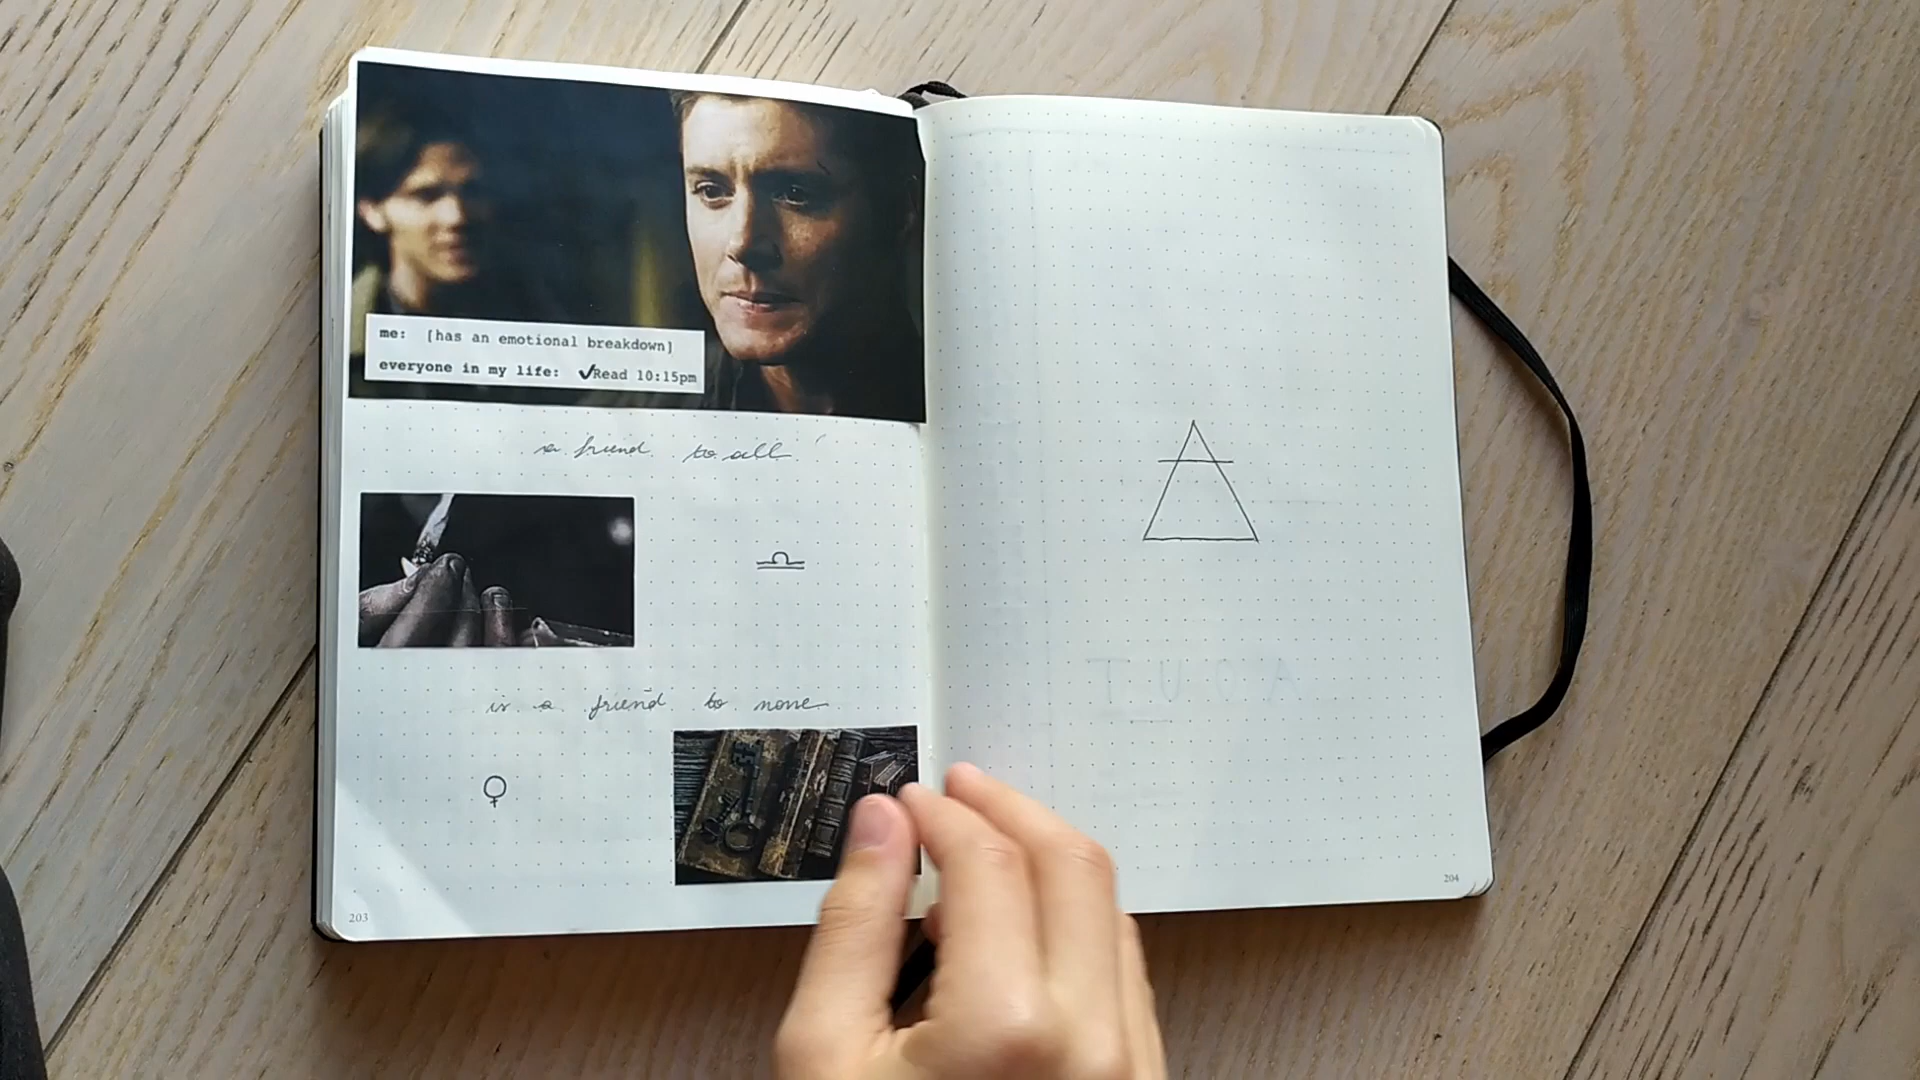 me: [has an emotional breakdown]
everyone in my life: ✓Read 10:15pm
a friend to all
is a friend to none
203
T U O A
204